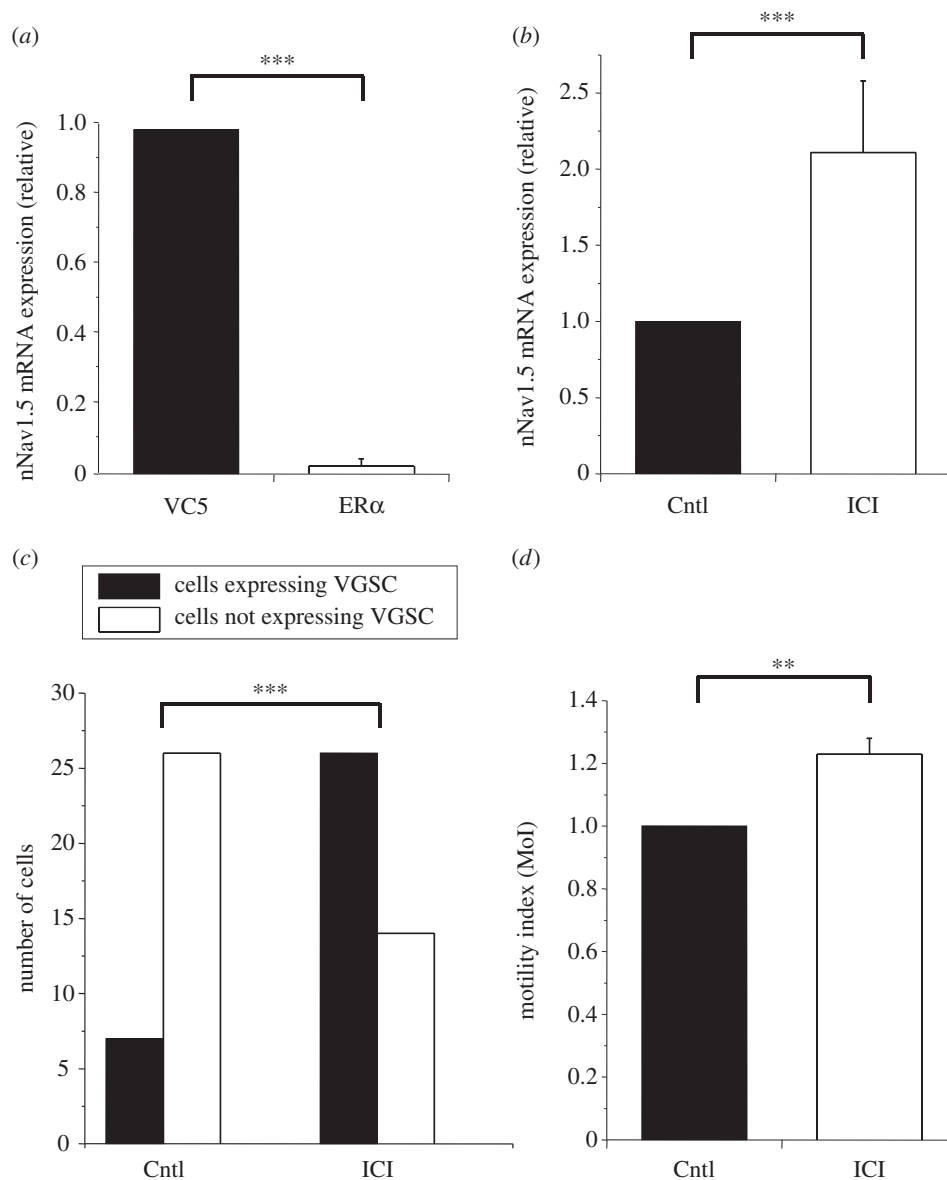 (a)
***
nNav1.5 mRNA expression (relative)
1.0
0.8
0.6
0.4
0.2
0
VC5
ERα
(b)
***
nNav1.5 mRNA expression (relative)
2.5
2.0
1.5
1.0
0.5
0
Cntl
ICI
(c)
cells expressing VGSC
cells not expressing VGSC
***
number of cells
30
25
20
15
10
5
0
Cntl
ICI
(d)
**
motility index (MoI)
1.4
1.2
1.0
0.8
0.6
0.4
0.2
0
Cntl
ICI